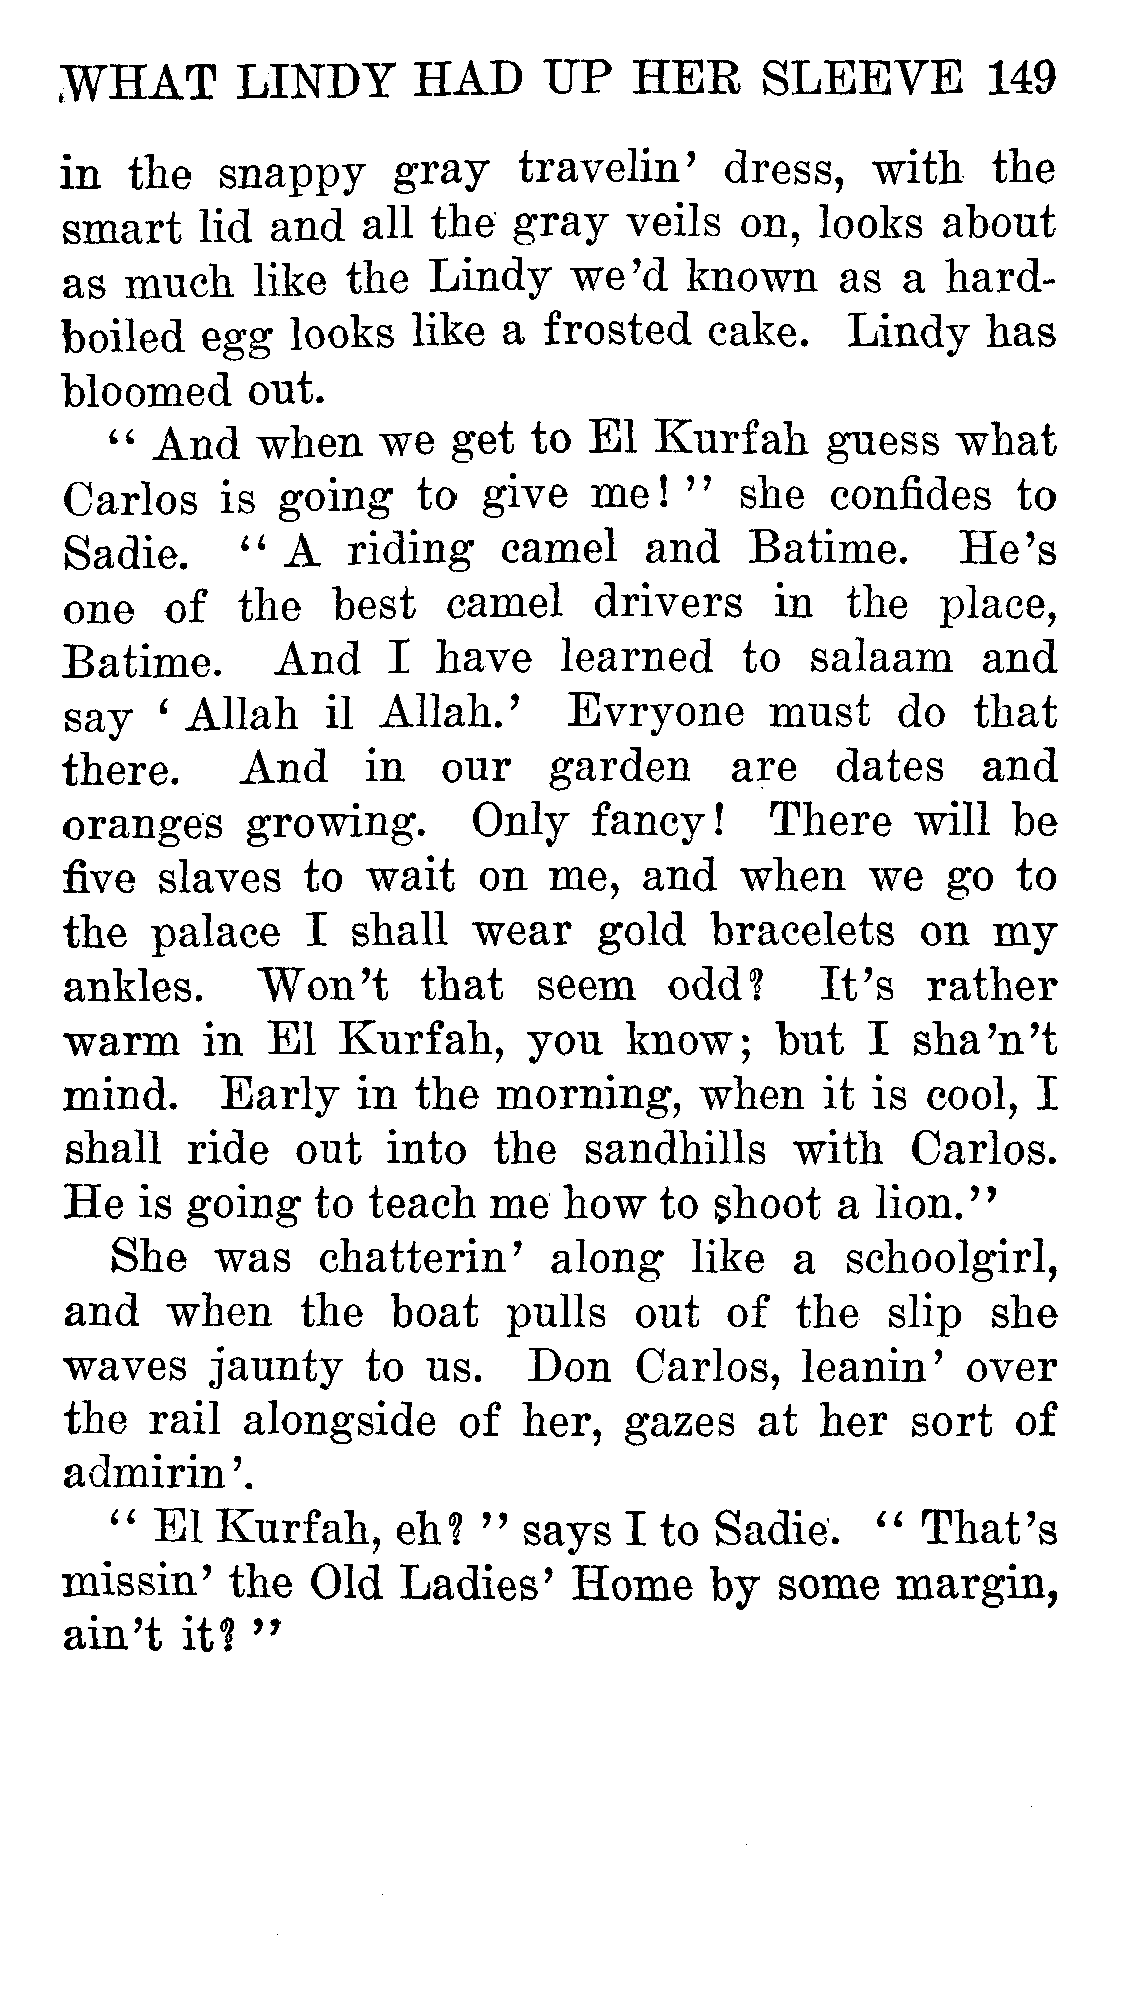 WHAT LINDY HAD UP HER SLEEVE 149
in the snappy gray travelin' dress, with the
smart lid and all the gray veils on, looks about
as much like the Lindy we'd known as a hard-
boiled egg looks like a frosted cake. Lindy has
bloomed out.
"And when we get to El Kurfah guess what
Carlos is going to give me!" she confides to
Sadie. "A riding camel and Batime. He's
one of the best camel drivers in the place,
Batime. And I have learned to salaam and
say 'Allah il Allah.' Evryone must do that
there. And in our garden are dates and
oranges growing. Only fancy! There will be
five slaves to wait on me, and when we go to
the palace I shall wear gold bracelets on my
ankles. Won't that seem odd? It's rather
warm in El Kurfah, you know; but I sha'n't
mind. Early in the morning, when it is cool, I
shall ride out into the sandhills with Carlos.
He is going to teach me how to shoot a lion."
She was chatterin' along like a schoolgirl,
and when the boat pulls out of the slip she
waves jaunty to us. Don Carlos, leanin' over
the rail alongside of her, gazes at her sort of
admirin'.
"El Kurfah, eh?" says I to Sadie. "That's
missin' the Old Ladies' Home by some margin,
ain't it?"